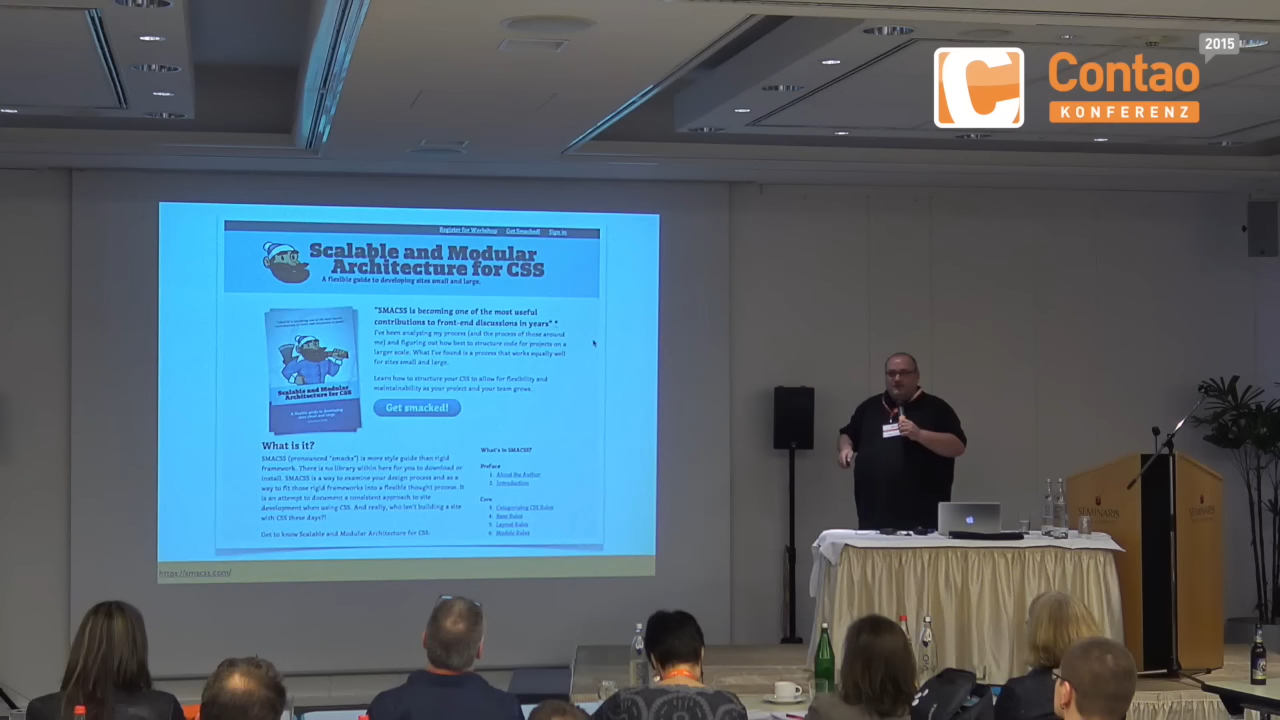 2015
Contao
KONFERENZ
Register for Workshop Get Smacked! Sign in
Scalable and Modular
Architecture for CSS
A flexible guide to developing sites small and large.
"SMACSS is becoming one of the most useful
contributions to front-end discussions in years" *
I've been analyzing my process (and the process of those around
me) and figuring out how best to structure code for projects on a
larger scale. What I've found is a process that works equally well
for sites small and large.
Learn how to structure your CSS to allow for flexibility and
maintainability as your project and your team grows.
Get smacked!
Scalable and Modular
Architecture for CSS
What is it?
SMACSS (pronounced "smacks") is more style guide than rigid
framework. There is no library within here for you to download or
install. SMACSS is a way to examine your design process and as a
way to fit those rigid frameworks into a flexible thought process. It
is an attempt to document a consistent approach to site
development when using CSS. And really, who isn't building a site
with CSS these days?!
Get to know Scalable and Modular Architecture for CSS.
What's in SMACSS?
Preface
1. About the Author
2. Introduction
Core
3. Categorizing CSS Rules
4. Base Rules
5. Layout Rules
6. Module Rules
https://smacss.com/
SEMINARIS